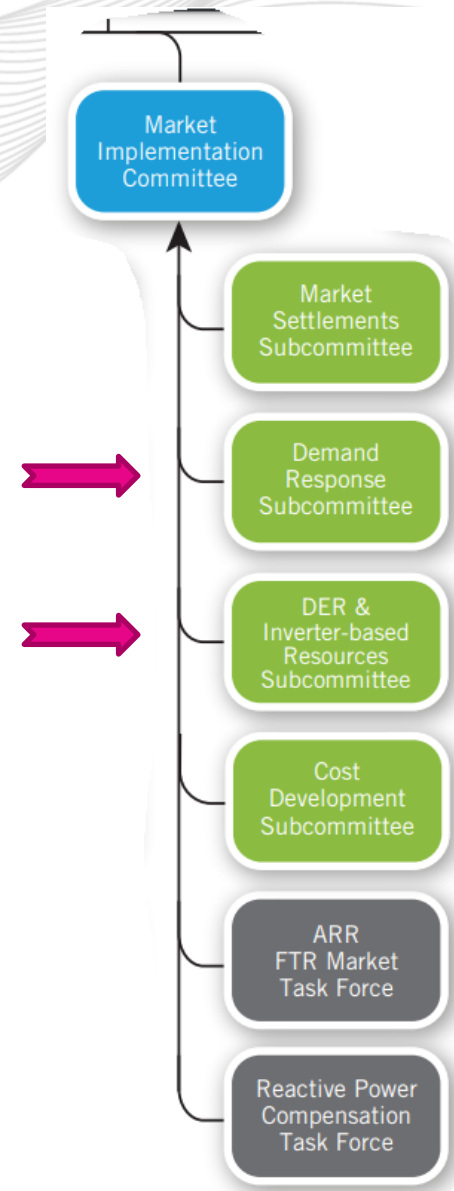 Market
Implementation
Committee
Market
Settlements
Subcommittee
Demand
Response
Subcommittee
DER &
Inverter-based
Resources
Subcommittee
Cost
Development
Subcommittee
ARR
FTR Market
Task Force
Reactive Power
Compensation
Task Force